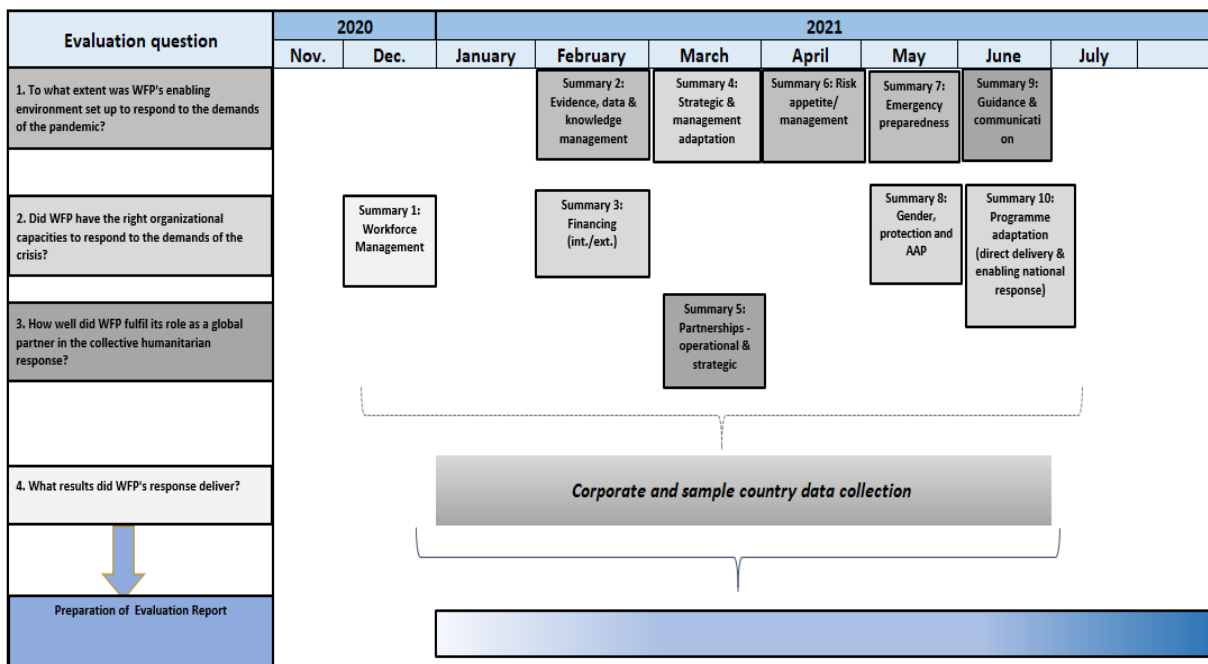 Evaluation question
2020
2021
Nov.
Dec.
January
February
March
April
May
June
July
1. To what extent was WFP's enabling
environment set up to respond to the demands
of the pandemic?
Summary 2:
Evidence, data &
knowledge
management
Summary 4:
Strategic &
management
adaptation
Summary 6: Risk
appetite/
management
Summary 7:
Emergency
preparedness
Summary 9:
Guidance &
communicati
on
2. Did WFP have the right organizational
capacities to respond to the demands of the
crisis?
Summary 1:
Workforce
Management
Summary 3:
Financing
(int./ext.)
Summary 8:
Gender,
protection and
AAP
Summary 10:
Programme
adaptation
(direct delivery &
enabling national
response)
3. How well did WFP fulfil its role as a global
partner in the collective humanitarian
response?
Summary 5:
Partnerships -
operational &
strategic
4. What results did WFP's response deliver?
Corporate and sample country data collection
Preparation of Evaluation Report